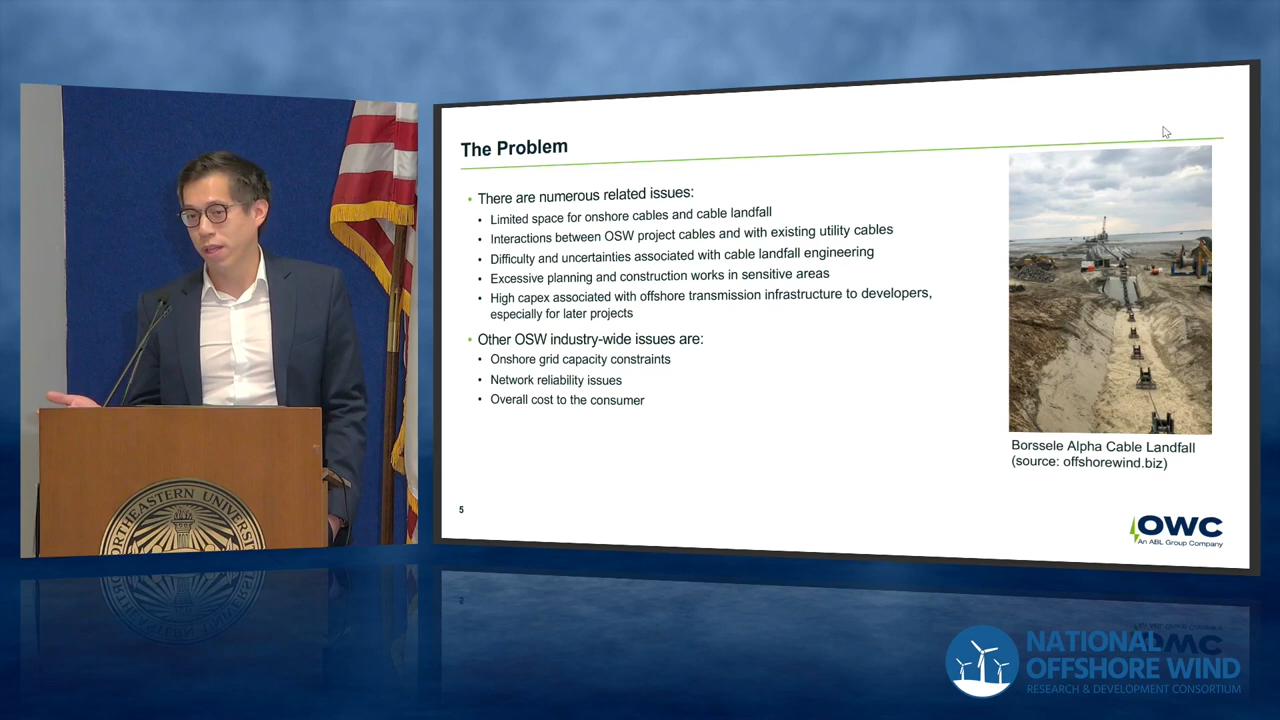 The Problem
• There are numerous related issues:
• Limited space for onshore cables and cable landfall
• Interactions between OSW project cables and with existing utility cables
• Difficulty and uncertainties associated with cable landfall engineering
• Excessive planning and construction works in sensitive areas
• High capex associated with offshore transmission infrastructure to developers,
especially for later projects
• Other OSW industry-wide issues are:
• Onshore grid capacity constraints
• Network reliability issues
• Overall cost to the consumer
Borssele Alpha Cable Landfall
(source: offshorewind.biz)
5
OWC
An ABL Group Company
NORTHEASTERN UNIVERSITY
NATIONAL
OFFSHORE WIND
RESEARCH & DEVELOPMENT CONSORTIUM